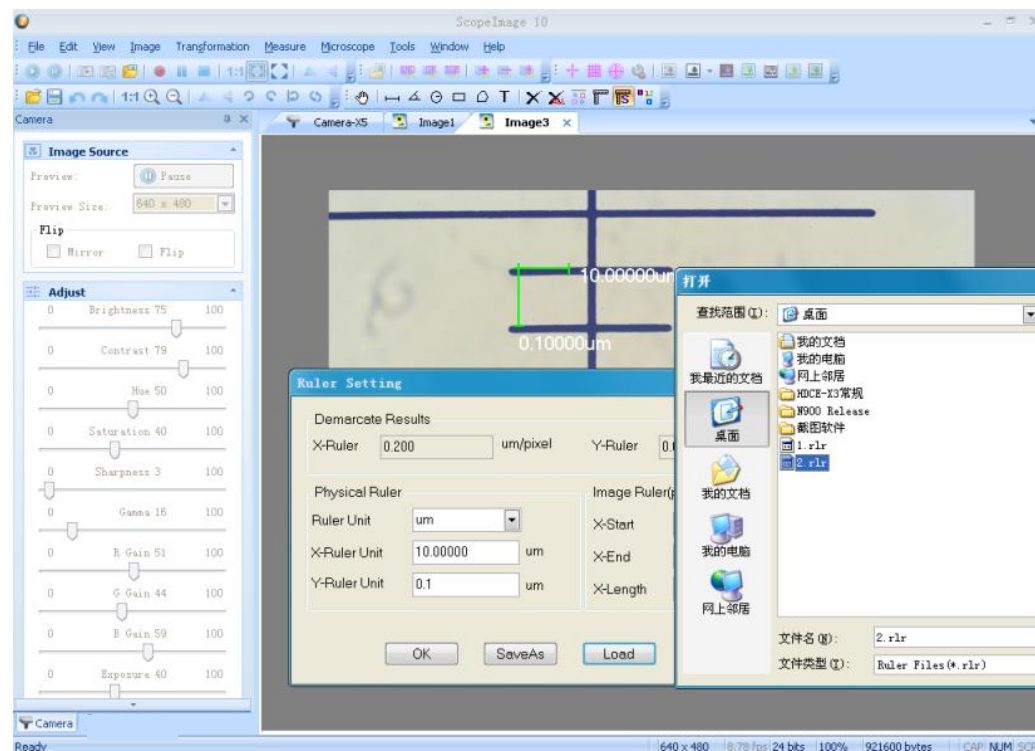 ScopeImage 10
File Edit View Image Transformation Measure Microscope Tools Window Help
1:1
1:1
Camera
Camera-X5 Image1 Image3
Image Source
Preview: Pause
Preview Size: 640 x 480
Flip
Mirror Flip
Adjust
0 Brightness 75 100
0 Contrast 79 100
0 Hue 50 100
0 Saturation 40 100
0 Sharpness 3 100
0 Gamma 16 100
0 R Gain 51 100
0 G Gain 44 100
0 B Gain 59 100
0 Exposure 40 100
Camera
10.00000um
0.10000um
Ruler Setting
Demarcate Results
X-Ruler 0.200 um/pixel Y-Ruler
Physical Ruler
Ruler Unit um
X-Ruler Unit 10.00000 um
Y-Ruler Unit 0.1 um
Image Ruler
X-Start
X-End
X-Length
OK SaveAs Load
打开
查找范围(I): 桌面
我最近的文档
桌面
我的文档
我的电脑
网上邻居
我的文档
我的电脑
网上邻居
HDCE-X3常规
N900 Release
截图软件
1.rlr
2.rlr
文件名(N): 2.rlr
文件类型(T): Ruler Files(*.rlr)
Ready 640 x 480 8.78 fps 24 bits 100% 921600 bytes CAP NUM